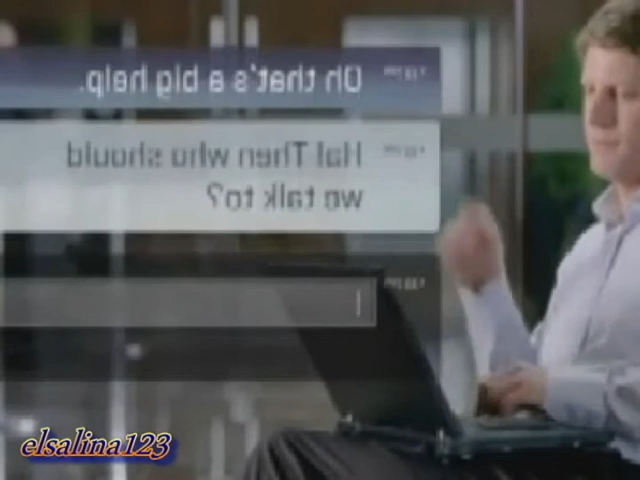 Oh that's a big help.
Ha! Then who should
we talk to?
elsalina123